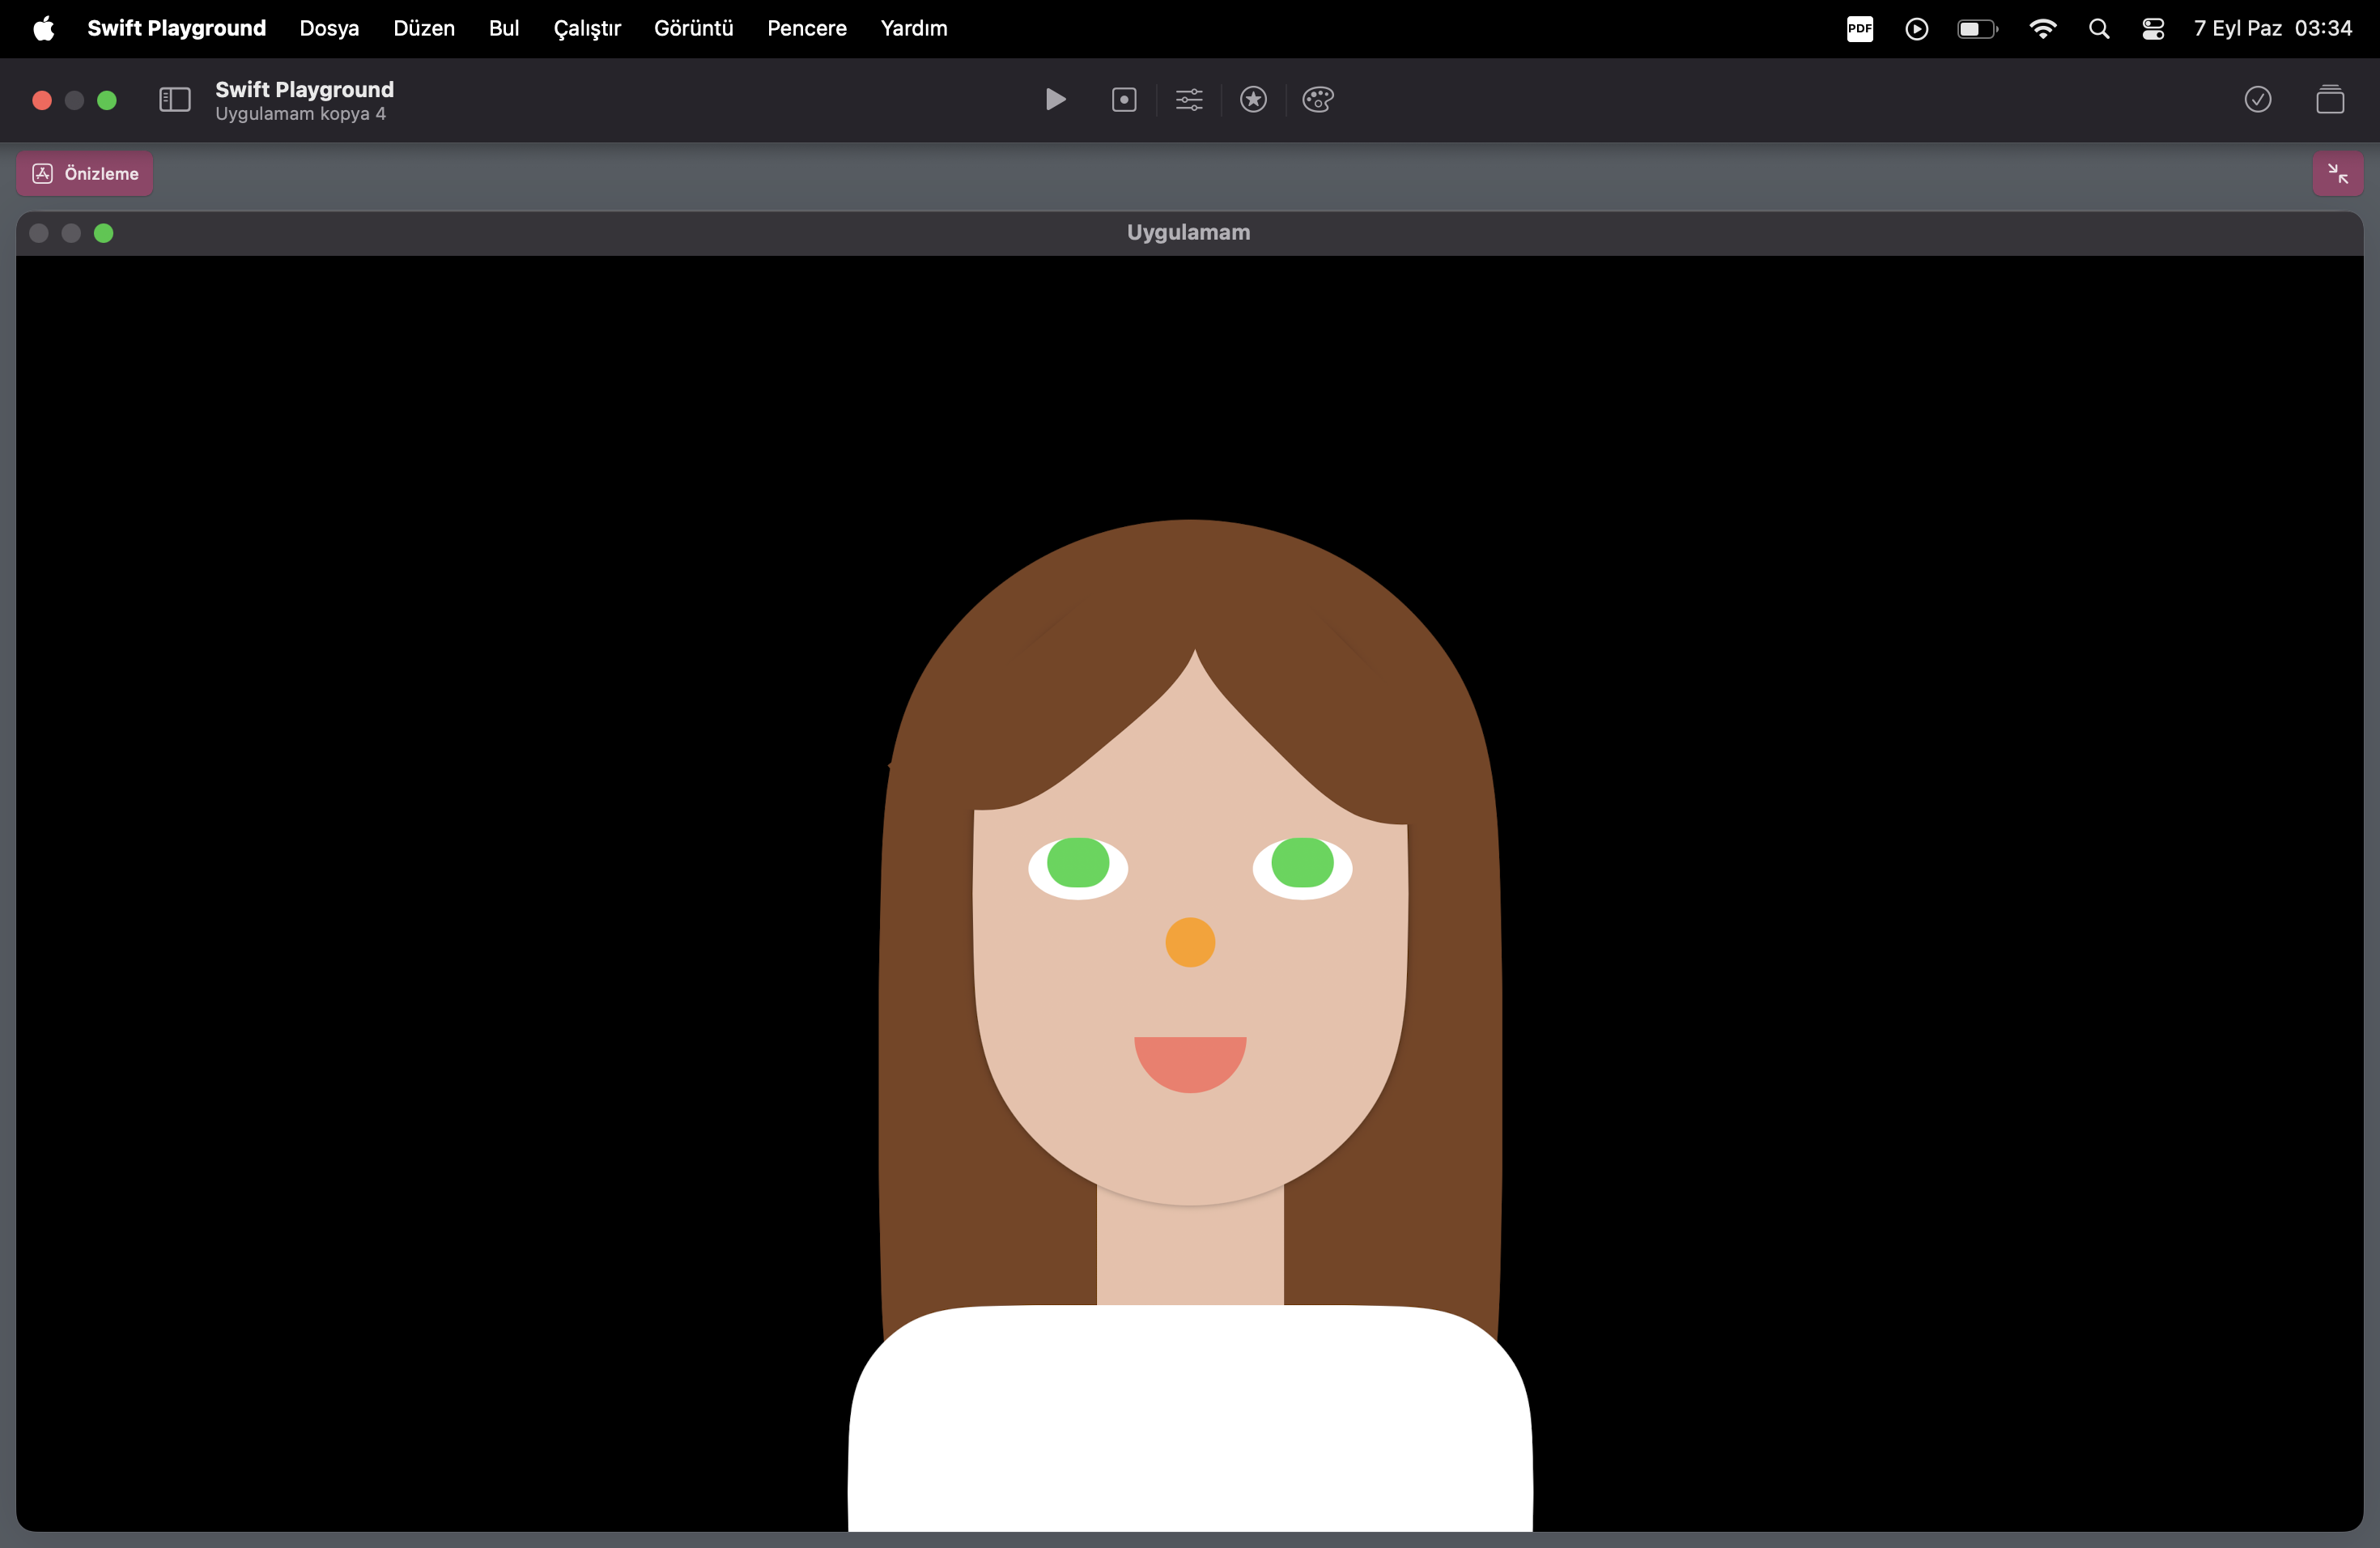 Swift Playground Dosya Düzen Bul Çalıştır Görüntü Pencere Yardım PDF 7 Eyl Paz 03:34
Swift Playground
Uygulamam kopya 4
Önizleme
Uygulamam